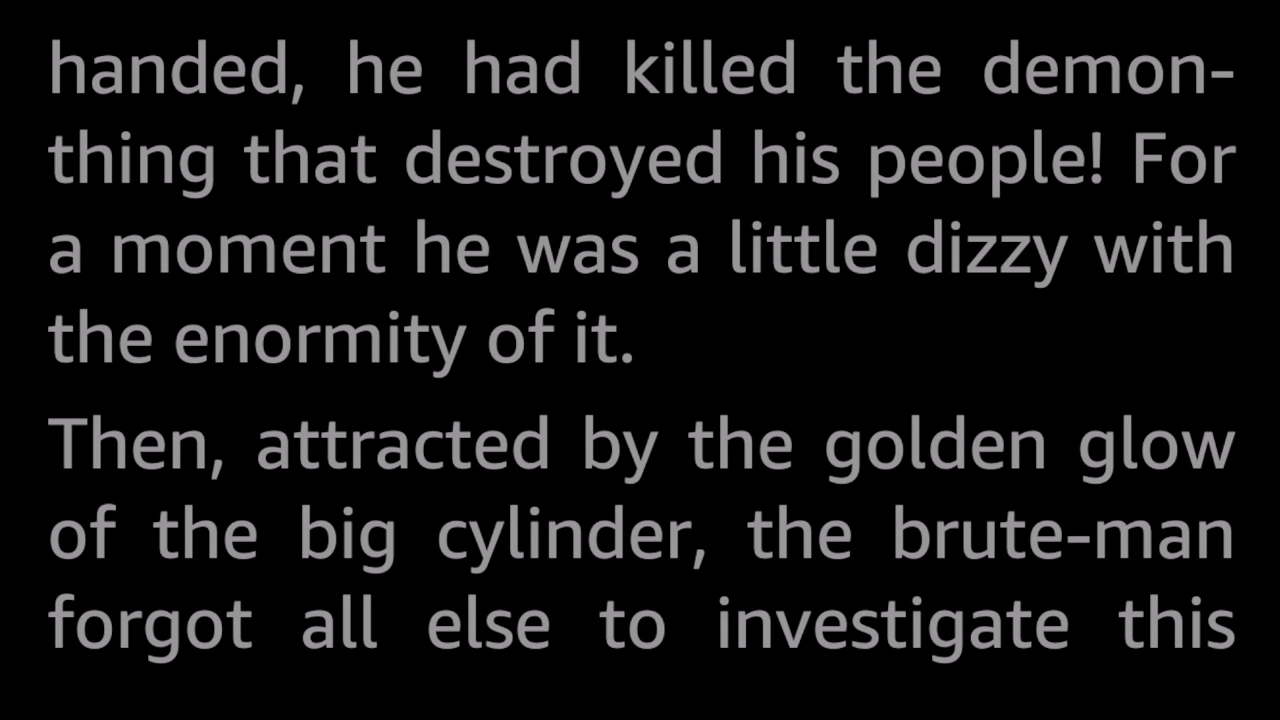 handed, he had killed the demon-
thing that destroyed his people! For
a moment he was a little dizzy with
the enormity of it.
Then, attracted by the golden glow
of the big cylinder, the brute-man
forgot all else to investigate this